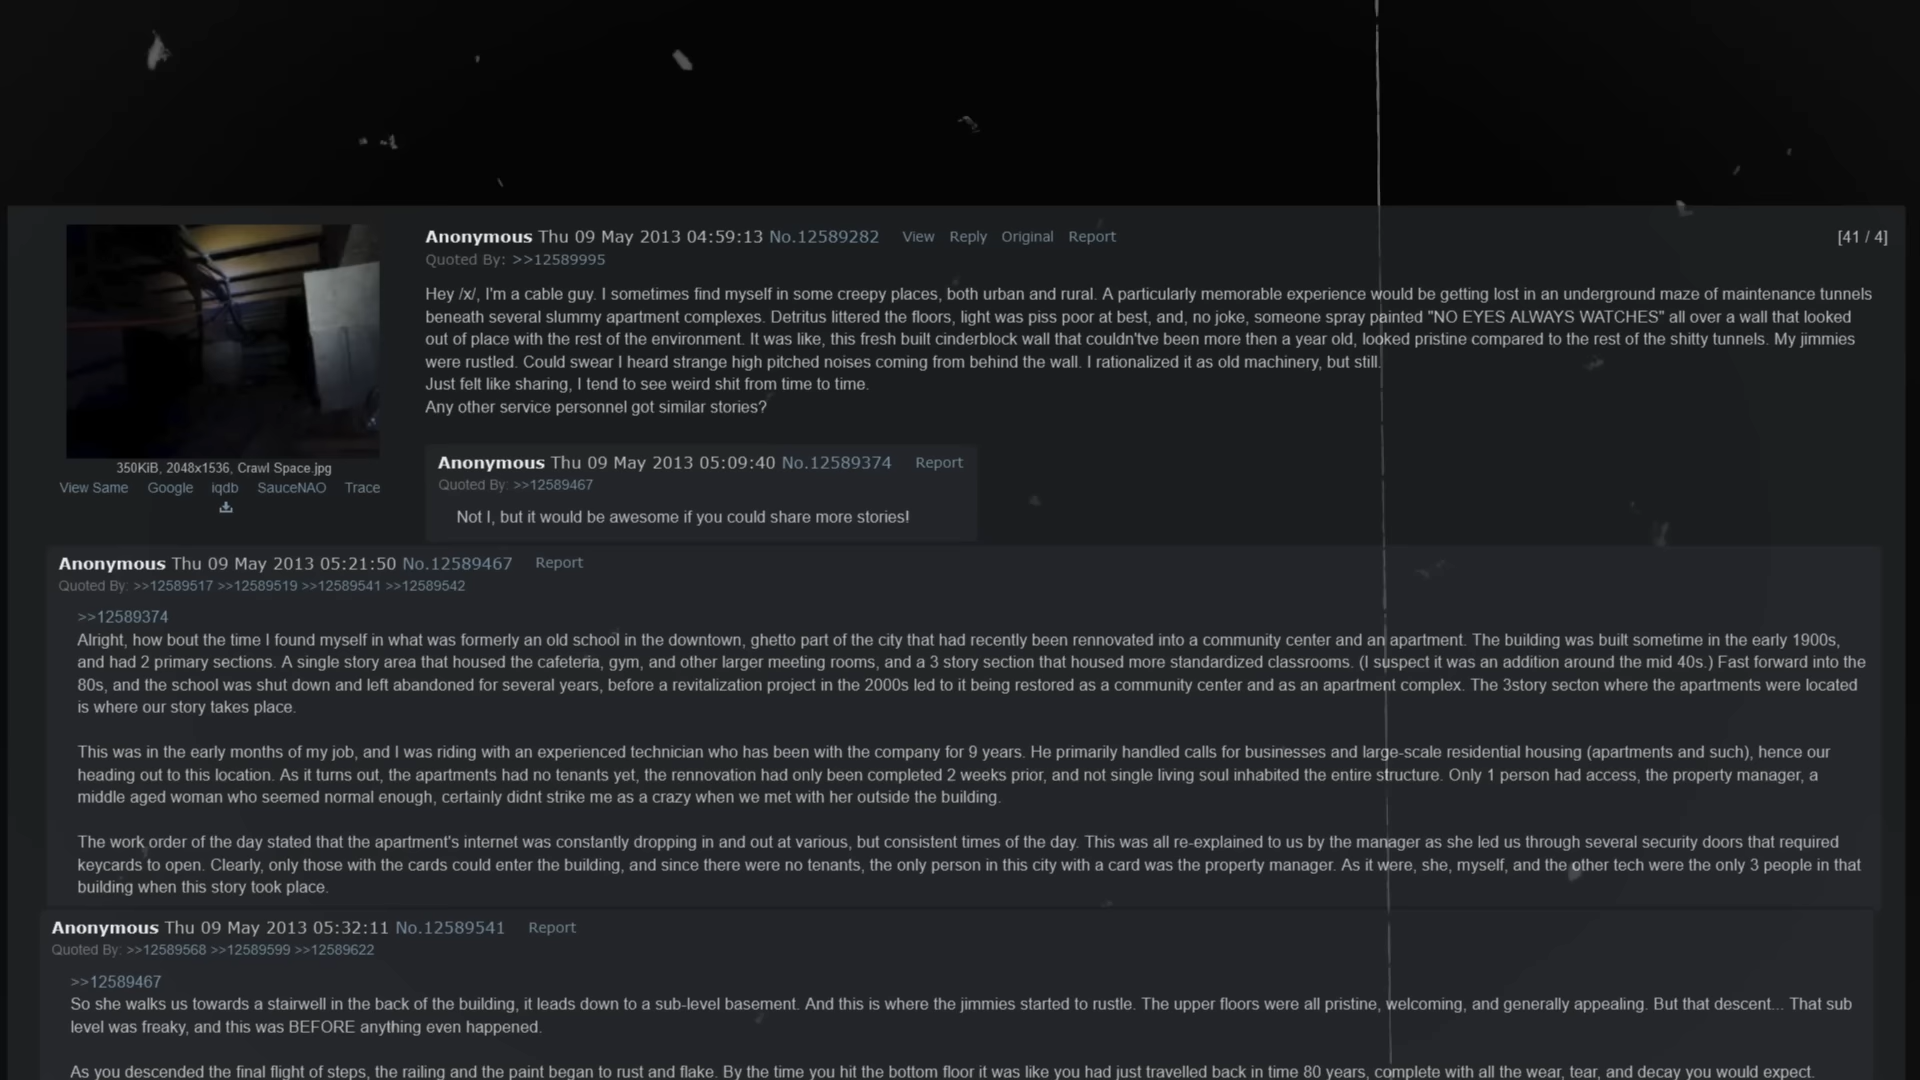 Anonymous Thu 09 May 2013 04:59:13 No.12589282 View Reply Original Report [41 / 4]
Quoted By: >>12589995
Hey /x/, I'm a cable guy. I sometimes find myself in some creepy places, both urban and rural. A particularly memorable experience would be getting lost in an underground maze of maintenance tunnels
beneath several slummy apartment complexes. Detritus littered the floors, light was piss poor at best, and, no joke, someone spray painted "NO EYES ALWAYS WATCHES" all over a wall that looked
out of place with the rest of the environment. It was like, this fresh built cinderblock wall that couldn'tve been more then a year old, looked pristine compared to the rest of the shitty tunnels. My jimmies
were rustled. Could swear I heard strange high pitched noises coming from behind the wall. I rationalized it as old machinery, but still.
Just felt like sharing, I tend to see weird shit from time to time.
Any other service personnel got similar stories?
350KiB, 2048x1536, Crawl Space.jpg
View Same Google iqdb SauceNAO Trace
Anonymous Thu 09 May 2013 05:09:40 No.12589374 Report
Quoted By: >>12589467
Not I, but it would be awesome if you could share more stories!
Anonymous Thu 09 May 2013 05:21:50 No.12589467 Report
Quoted By: >>12589517 >>12589519 >>12589541 >>12589542
>>12589374
Alright, how bout the time I found myself in what was formerly an old school in the downtown, ghetto part of the city that had recently been rennovated into a community center and an apartment. The building was built sometime in the early 1900s,
and had 2 primary sections. A single story area that housed the cafeteria, gym, and other larger meeting rooms, and a 3 story section that housed more standardized classrooms. (I suspect it was an addition around the mid 40s.) Fast forward into the
80s, and the school was shut down and left abandoned for several years, before a revitalization project in the 2000s led to it being restored as a community center and as an apartment complex. The 3story secton where the apartments were located
is where our story takes place.
This was in the early months of my job, and I was riding with an experienced technician who has been with the company for 9 years. He primarily handled calls for businesses and large-scale residential housing (apartments and such), hence our
heading out to this location. As it turns out, the apartments had no tenants yet, the rennovation had only been completed 2 weeks prior, and not single living soul inhabited the entire structure. Only 1 person had access, the property manager, a
middle aged woman who seemed normal enough, certainly didnt strike me as a crazy when we met with her outside the building.
The work order of the day stated that the apartment's internet was constantly dropping in and out at various, but consistent times of the day. This was all re-explained to us by the manager as she led us through several security doors that required
keycards to open. Clearly, only those with the cards could enter the building, and since there were no tenants, the only person in this city with a card was the property manager. As it were, she, myself, and the other tech were the only 3 people in that
building when this story took place.
Anonymous Thu 09 May 2013 05:32:11 No.12589541 Report
Quoted By: >>12589568 >>12589599 >>12589622
>>12589467
So she walks us towards a stairwell in the back of the building, it leads down to a sub-level basement. And this is where the jimmies started to rustle. The upper floors were all pristine, welcoming, and generally appealing. But that descent... That sub
level was freaky, and this was BEFORE anything even happened.
As you descended the final flight of steps, the railing and the paint began to rust and flake. By the time you hit the bottom floor it was like you had just travelled back in time 80 years, complete with all the wear, tear, and decay you would expect.